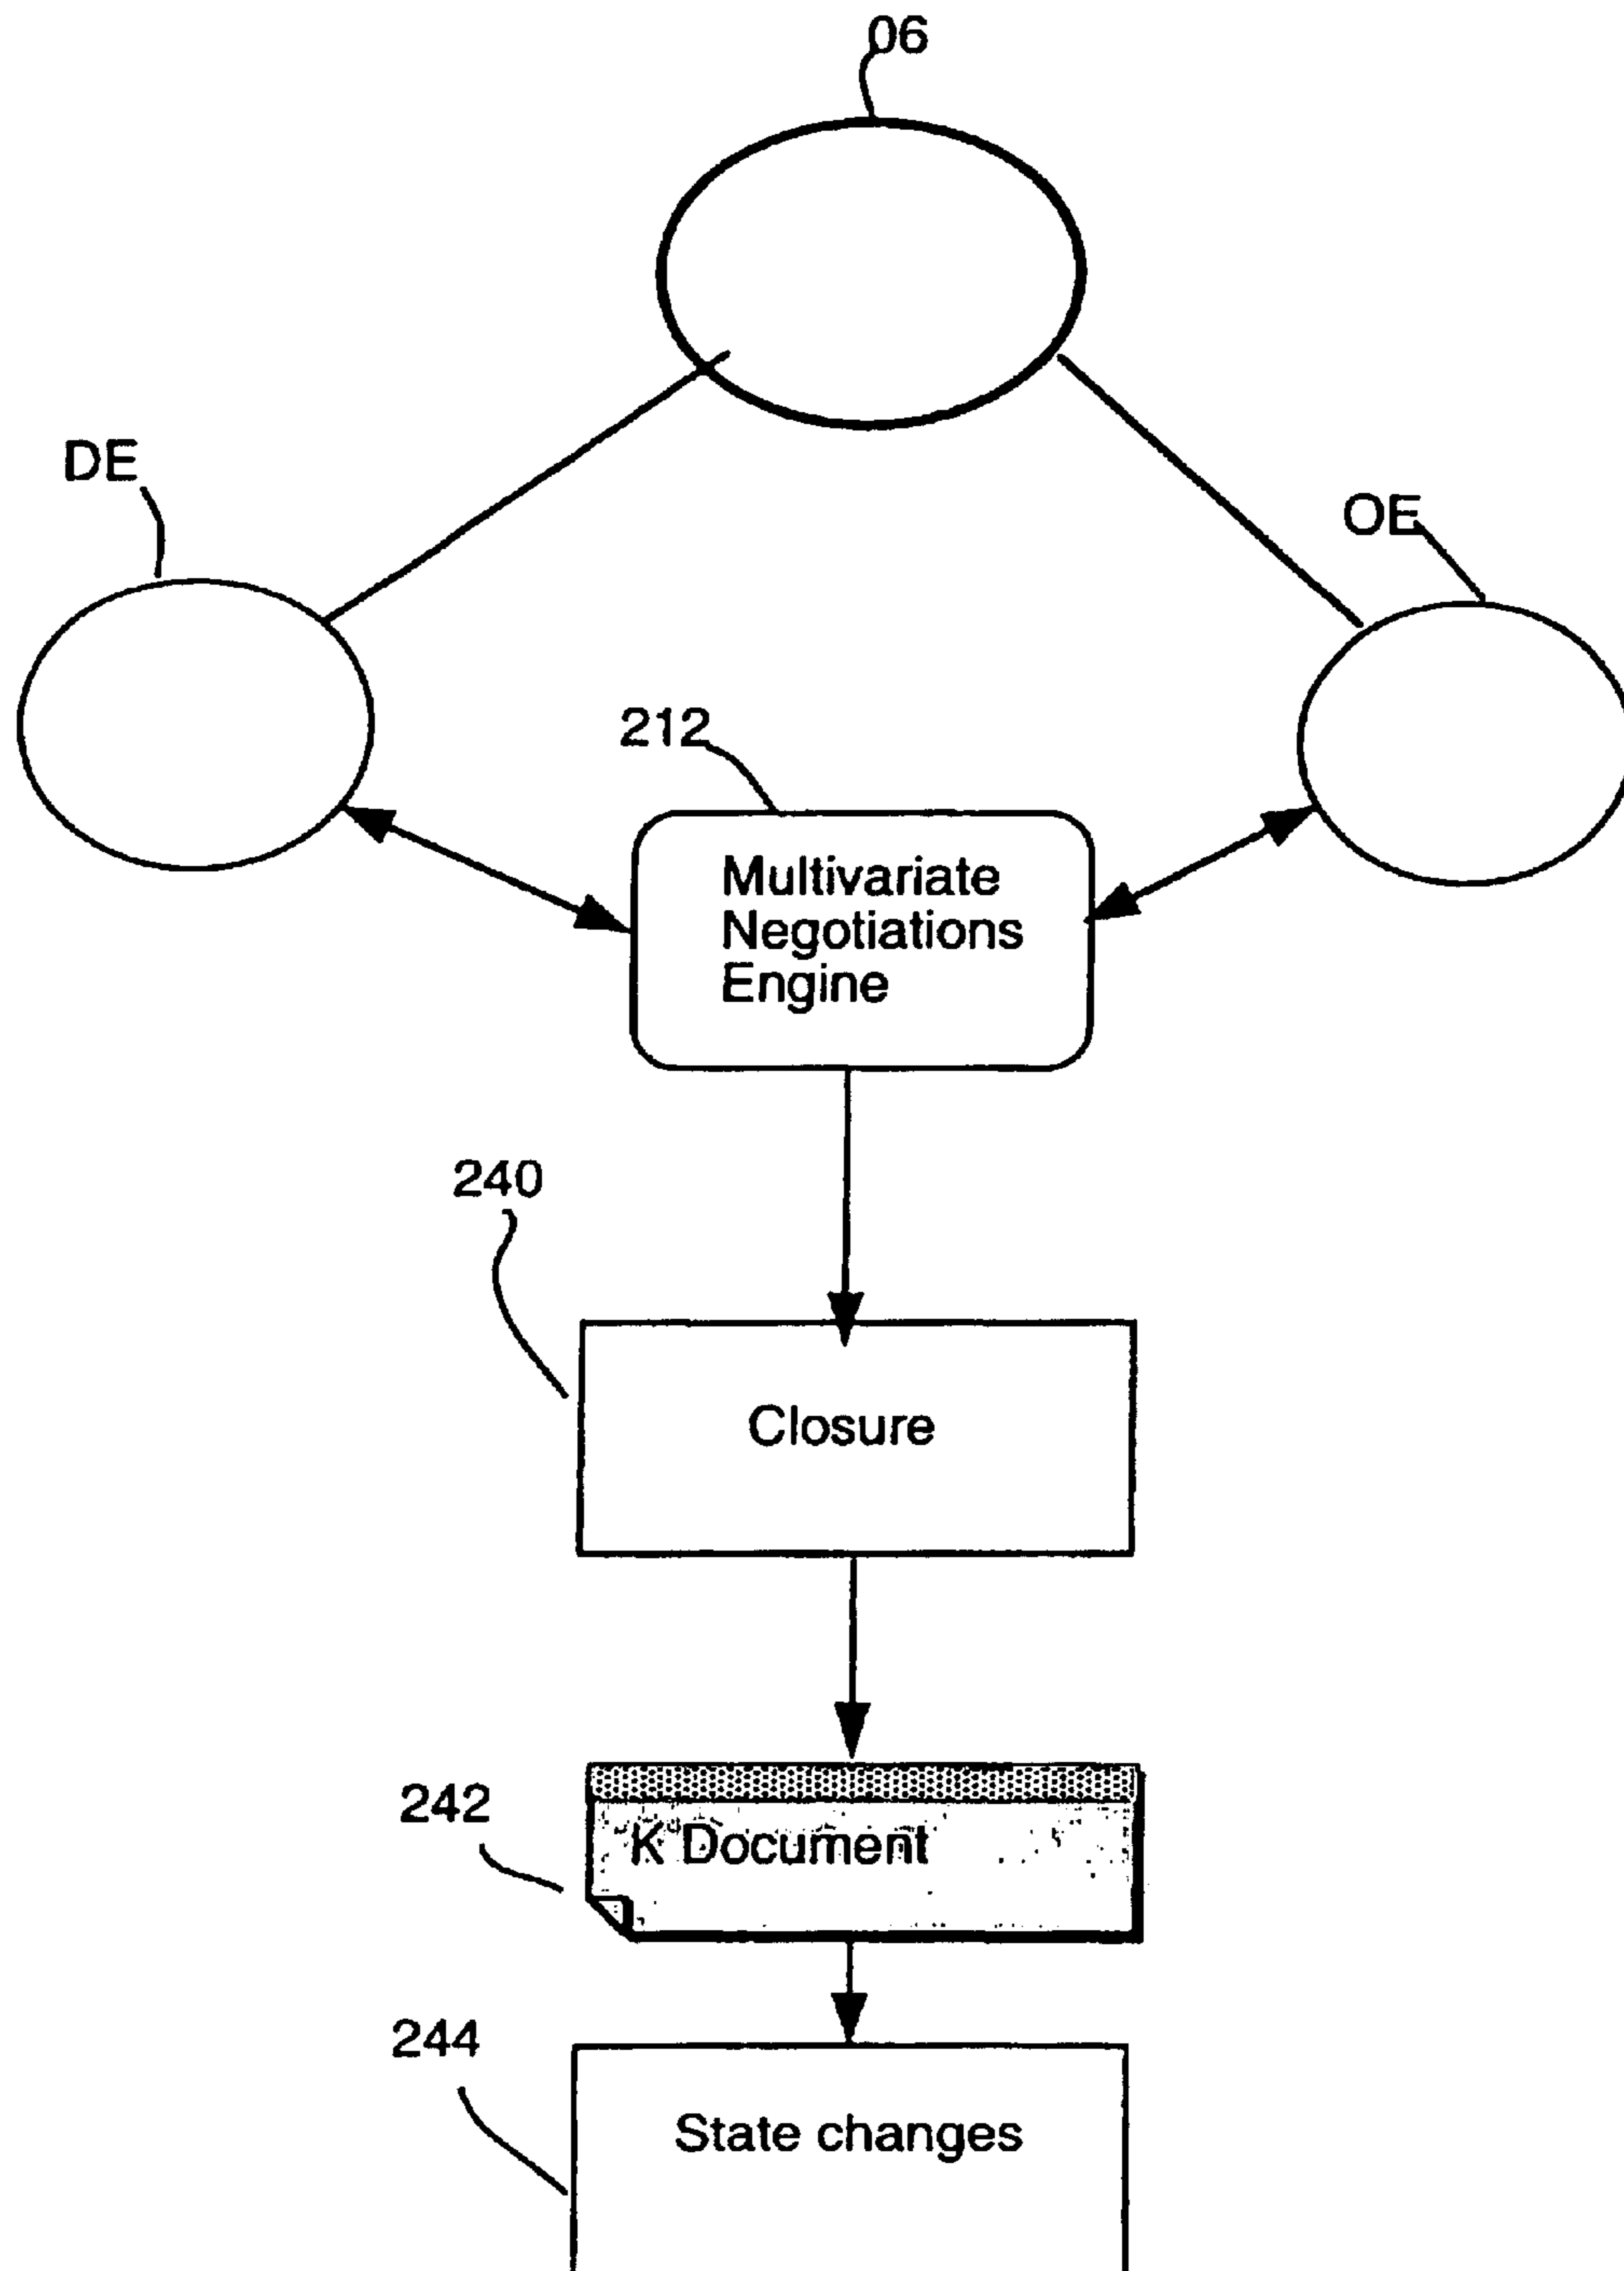 06
DE
OE
212
Multivariate
Negotiations
Engine
240
Closure
242
K Document
244
State changes